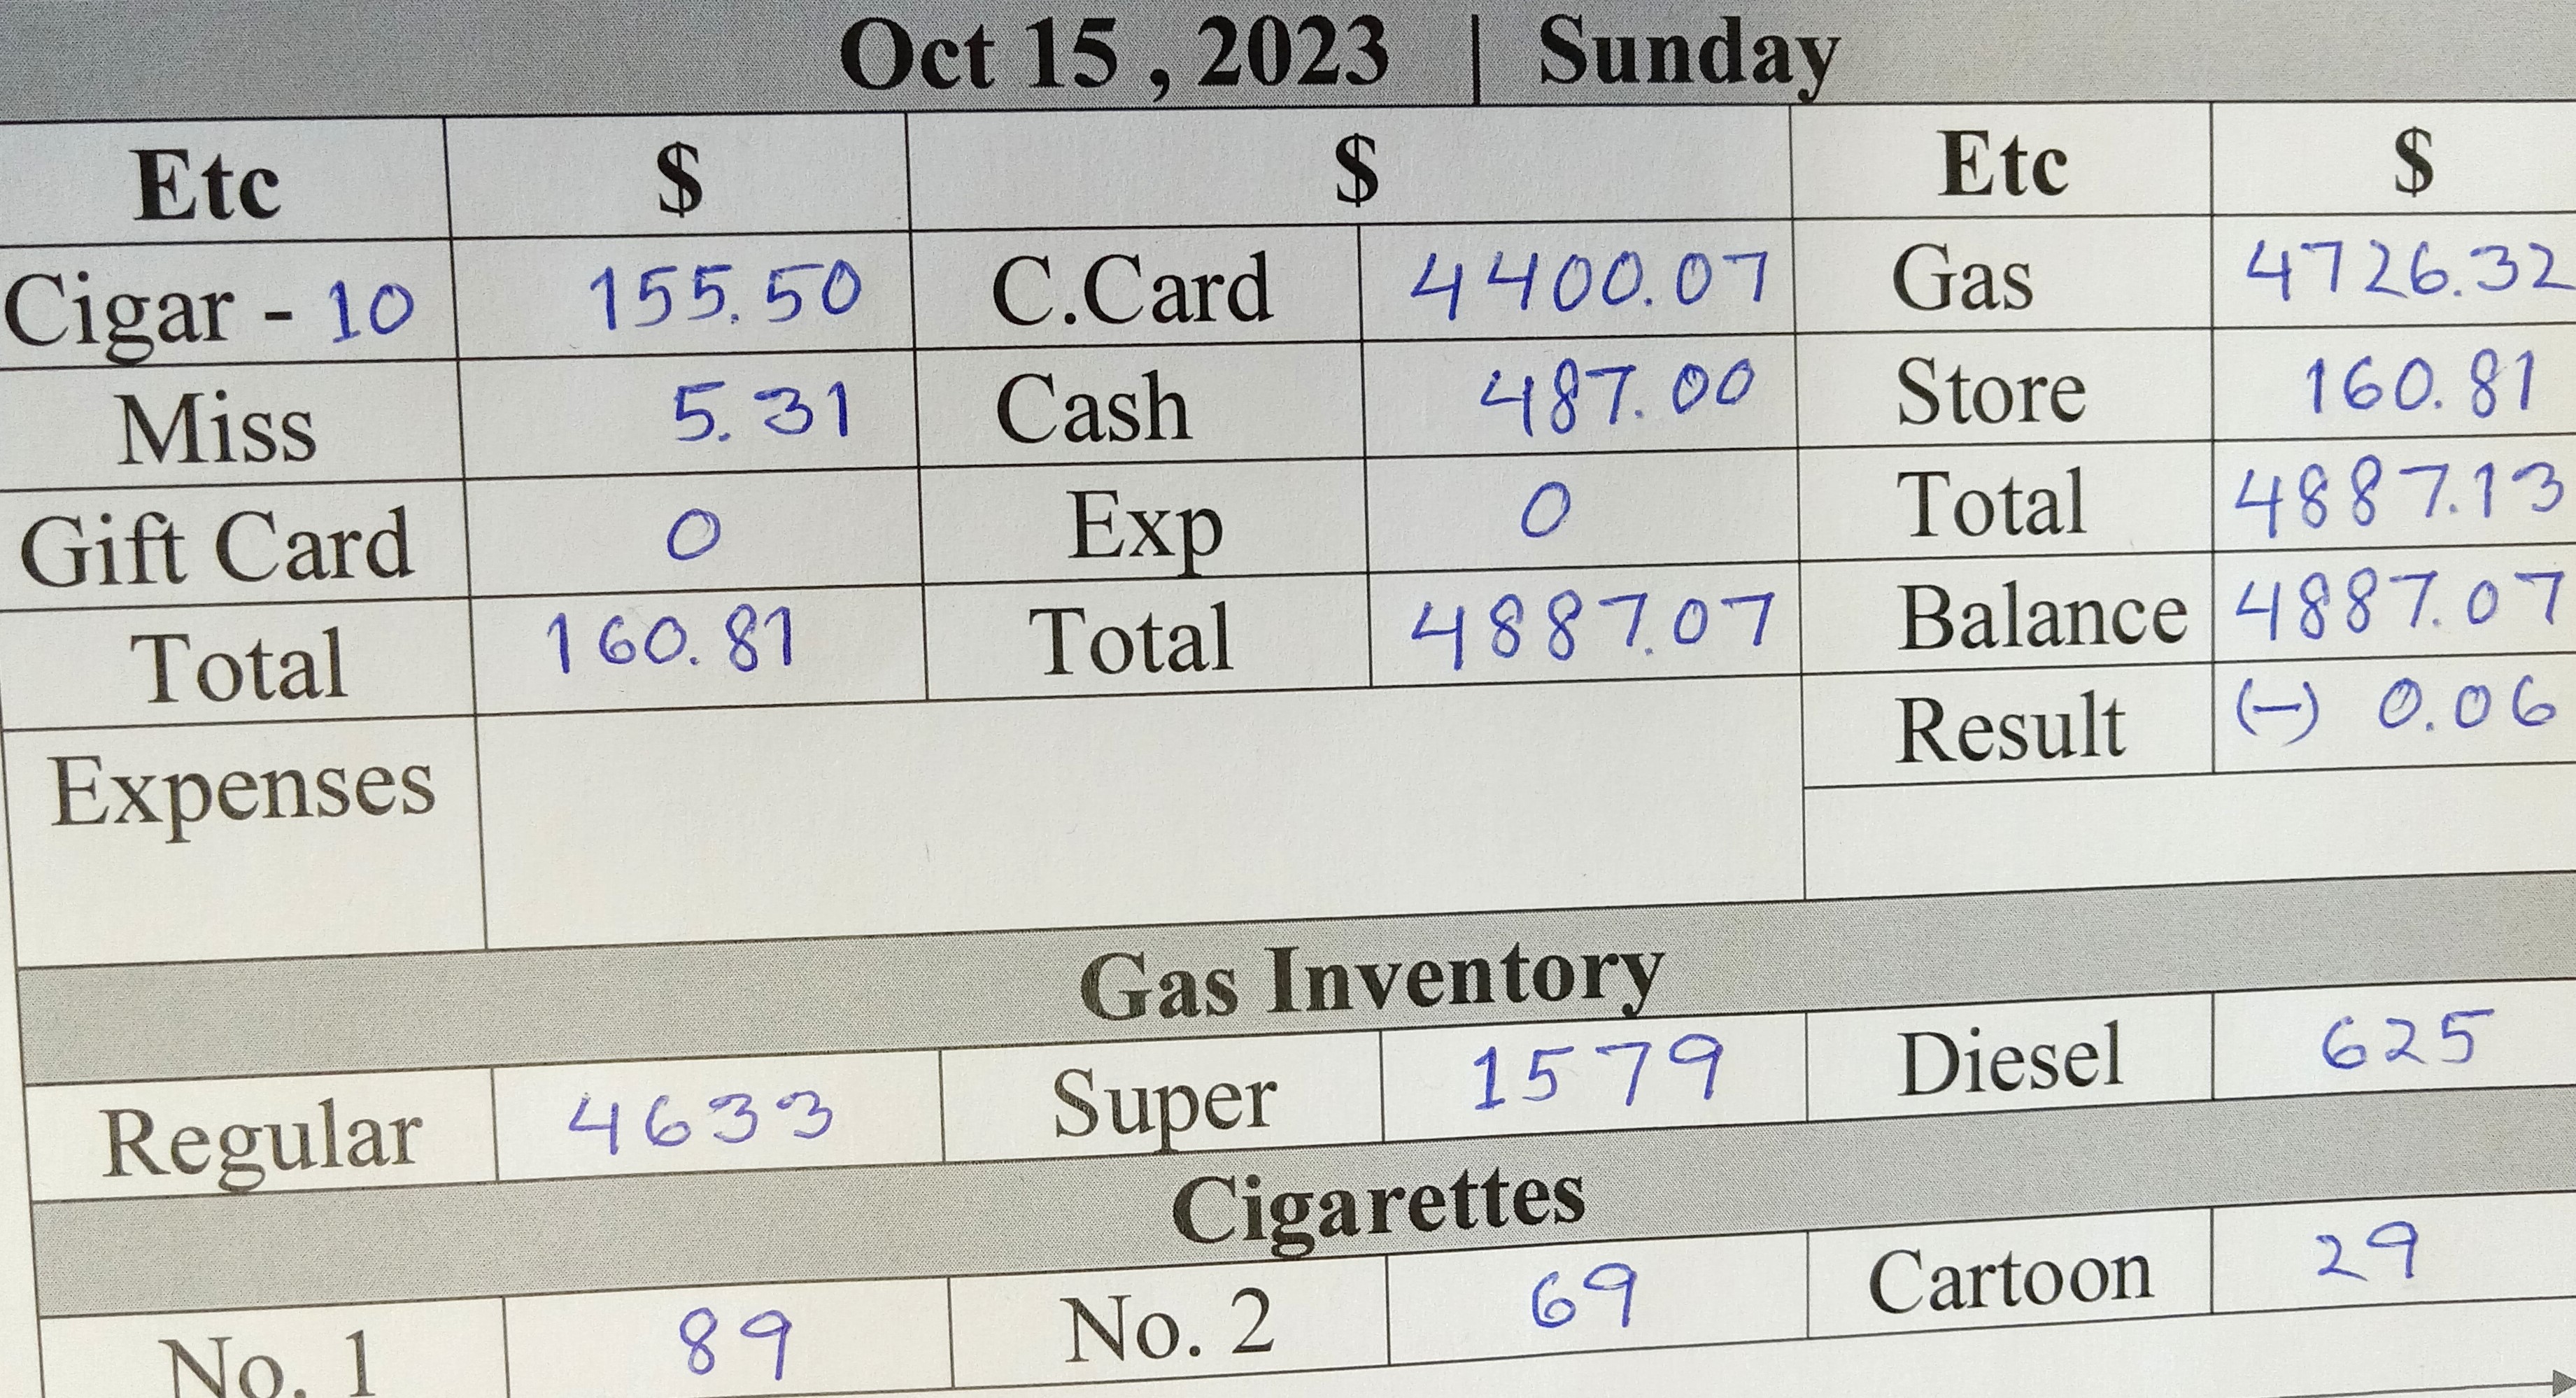 Oct 15 , 2023 | Sunday
Etc $ $ Etc $
Cigar - 10 155.50 C.Card 4400.07 Gas 4726.32
Miss 5.31 Cash 487.00 Store 160.81
Gift Card 0 Exp 0 Total 4887.13
Total 160.81 Total 4887.07 Balance 4887.07
Expenses Result (-) 0.06
Gas Inventory
Regular 4633 Super 1579 Diesel 625
Cigarettes
No. 1 89 No. 2 69 Cartoon 29